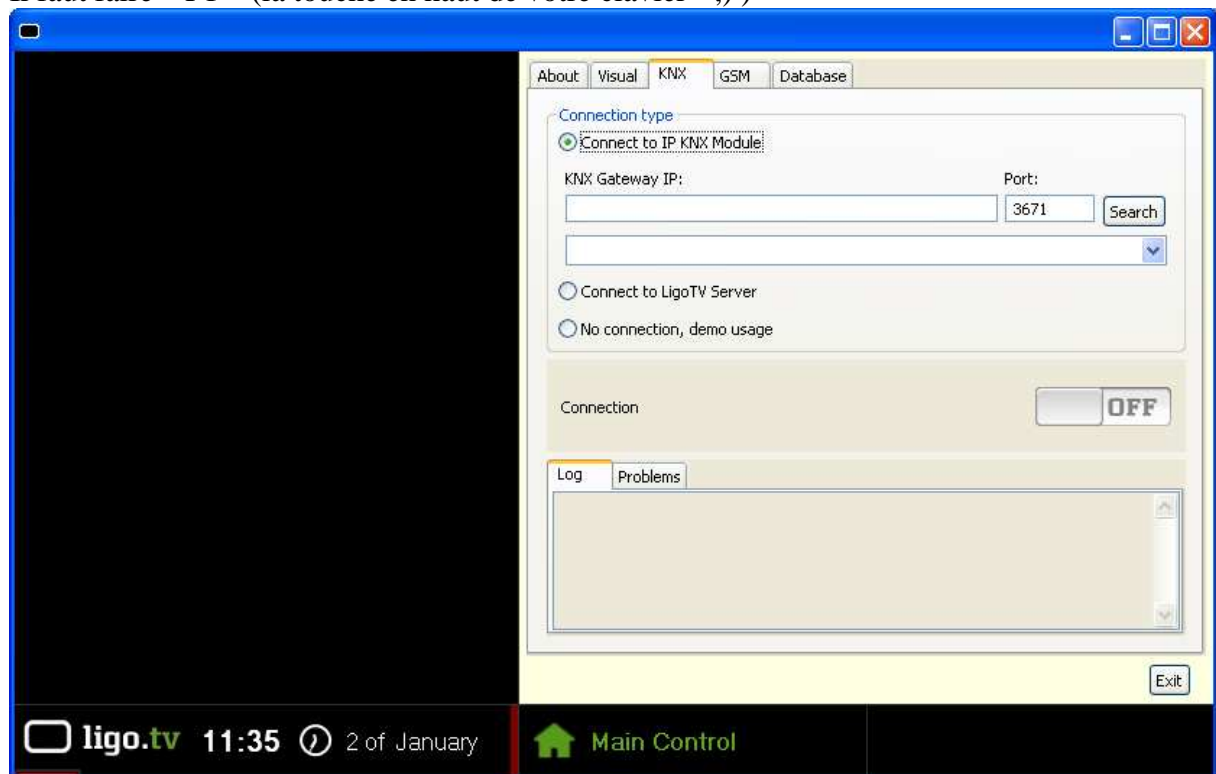 About Visual KNX GSM Database
Connection type
Connect to IP KNX Module
KNX Gateway IP: Port:
3671 Search
Connect to LigoTV Server
No connection, demo usage
Connection OFF
Log Problems
Exit
ligo.tv 11:35 2 of January Main Control